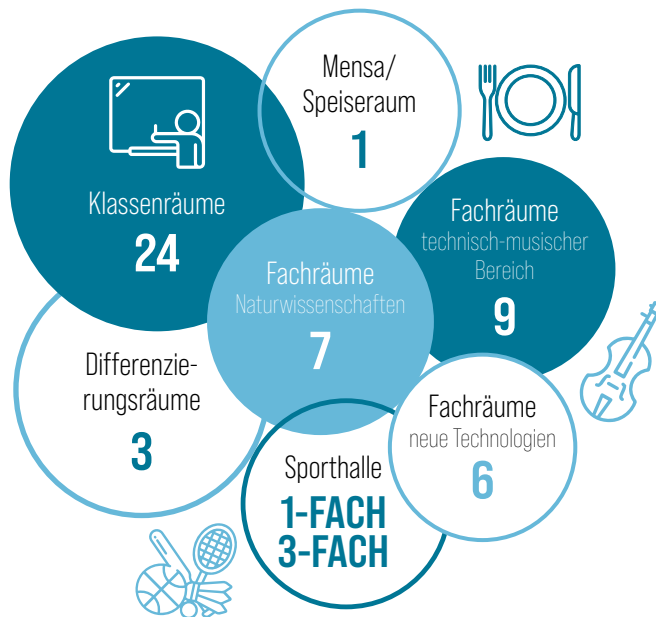 Mensa/
Speiseraum
1
Klassenräume
24
Fachräume
technisch-musischer
Bereich
9
Fachräume
Naturwissenschaften
7
Differenzie-
rungsräume
3
Fachräume
neue Technologien
6
Sporthalle
1-FACH
3-FACH